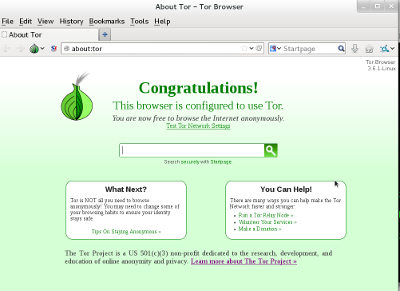 About Tor – Tor Browser
File Edit View History Bookmarks Tools Help
About Tor
about:tor
Startpage
Tor Browser
3.6.1-Linux
Congratulations!
This browser is configured to use Tor.
You are now free to browse the Internet anonymously.
Test Tor Network Settings
Search securely with Startpage.
What Next?
Tor is NOT all you need to browse
anonymously! You may need to change some of
your browsing habits to ensure your identity
stays safe.
Tips On Staying Anonymous »
You Can Help!
There are many ways you can help make the Tor
Network faster and stronger:
Run a Tor Relay Node »
Volunteer Your Services »
Make a Donation »
The Tor Project is a US 501(c)(3) non-profit dedicated to the research, development, and
education of online anonymity and privacy. Learn more about The Tor Project »